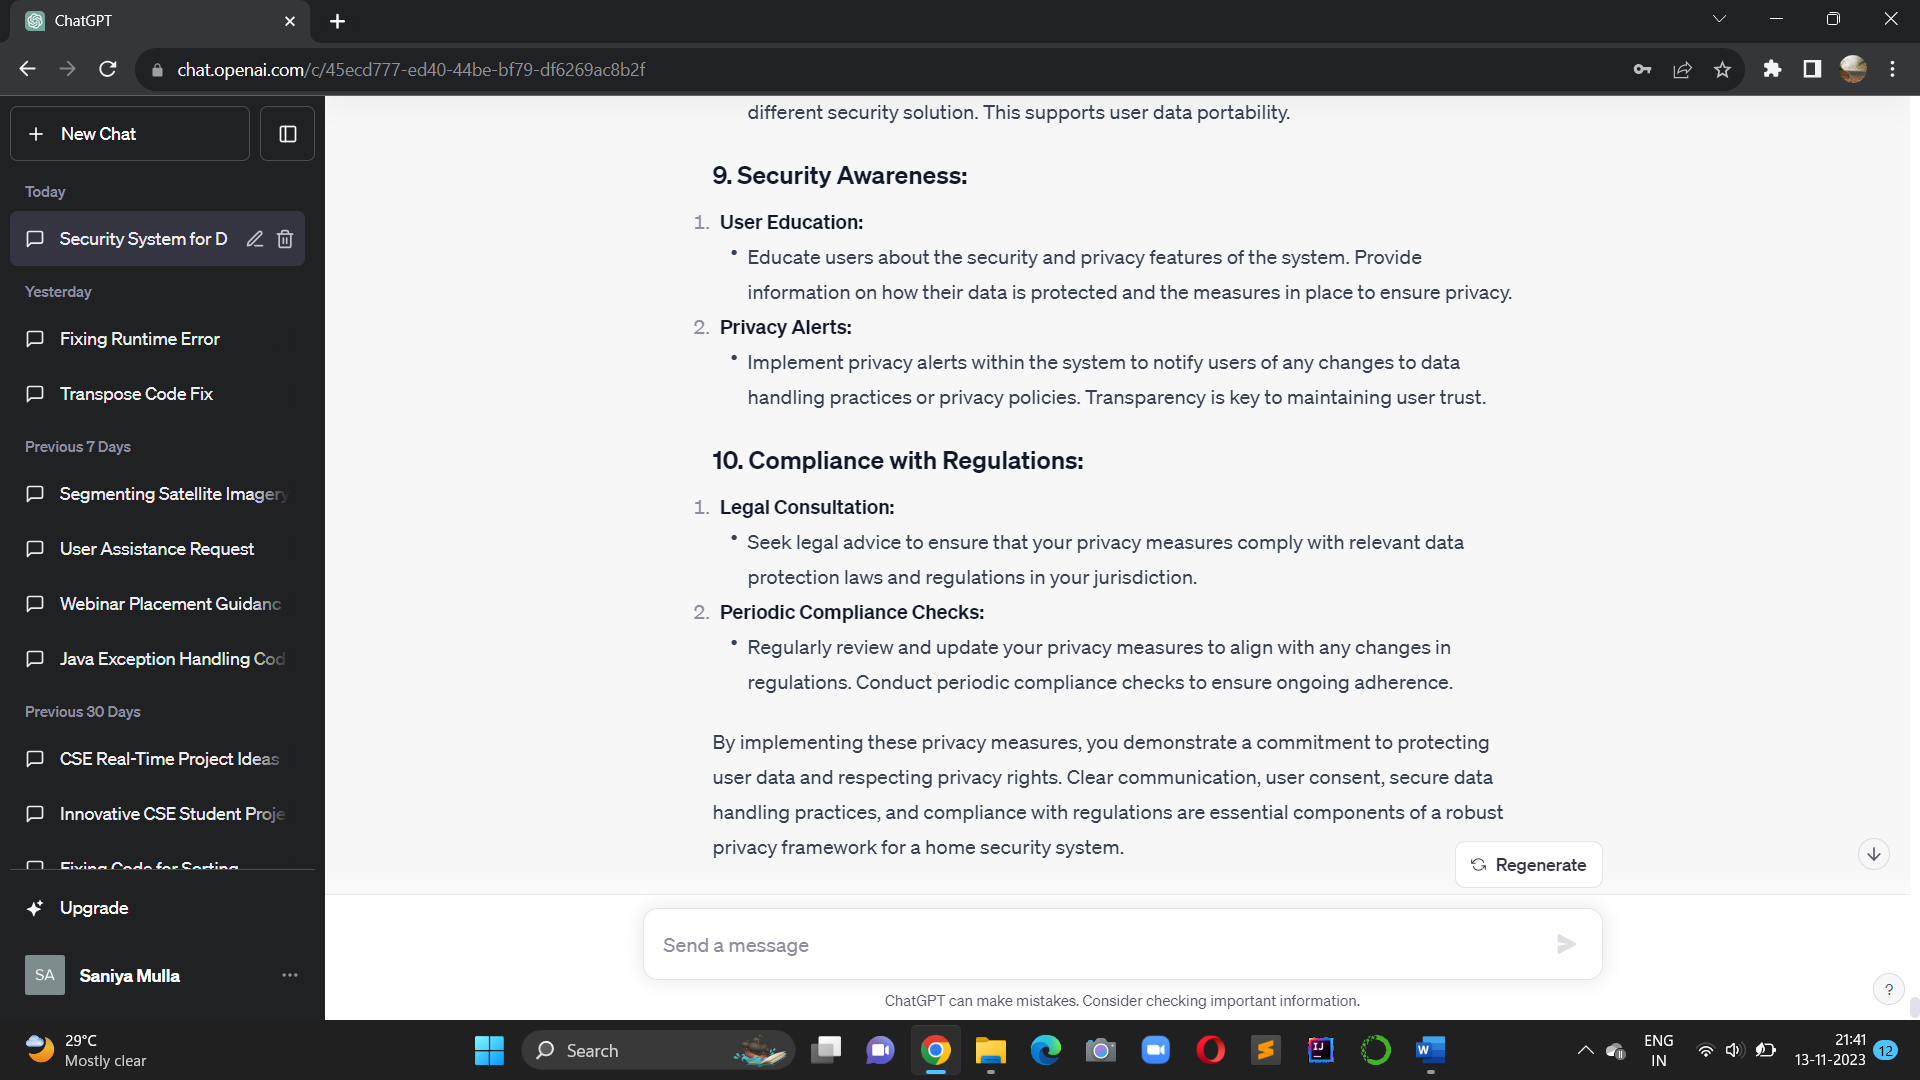 ChatGPT
chat.openai.com/c/45ecd777-ed40-44be-bf79-df6269ac8b2f
New Chat
Today
Security System for D
Yesterday
Fixing Runtime Error
Transpose Code Fix
Previous 7 Days
Segmenting Satellite Imagery
User Assistance Request
Webinar Placement Guidanc
Java Exception Handling Cod
Previous 30 Days
CSE Real-Time Project Ideas
Innovative CSE Student Proje
Fixing Code for Sorting
Upgrade
SA
Saniya Mulla
different security solution. This supports user data portability.
9. Security Awareness:
1. User Education:
• Educate users about the security and privacy features of the system. Provide
information on how their data is protected and the measures in place to ensure privacy.
2. Privacy Alerts:
• Implement privacy alerts within the system to notify users of any changes to data
handling practices or privacy policies. Transparency is key to maintaining user trust.
10. Compliance with Regulations:
1. Legal Consultation:
• Seek legal advice to ensure that your privacy measures comply with relevant data
protection laws and regulations in your jurisdiction.
2. Periodic Compliance Checks:
• Regularly review and update your privacy measures to align with any changes in
regulations. Conduct periodic compliance checks to ensure ongoing adherence.
By implementing these privacy measures, you demonstrate a commitment to protecting
user data and respecting privacy rights. Clear communication, user consent, secure data
handling practices, and compliance with regulations are essential components of a robust
privacy framework for a home security system.
Regenerate
Send a message
ChatGPT can make mistakes. Consider checking important information.
?
29°C
Mostly clear
Search
IJ
W
ENG
IN
21:41
13-11-2023
12